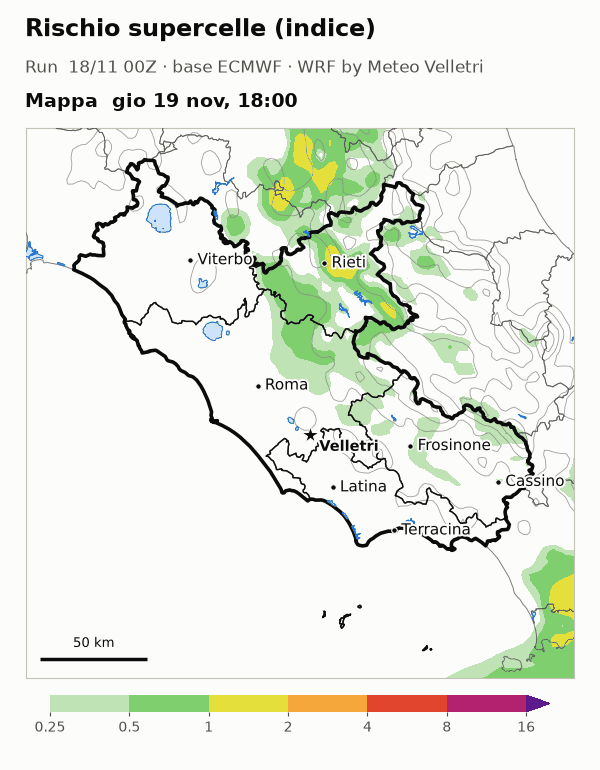 Rischio supercelle (indice)
Run 18/11 00Z · base ECMWF · WRF by Meteo Velletri
Mappa gio 19 nov, 18:00
Viterbo
Rieti
Roma
Velletri
Frosinone
Latina
Cassino
Terracina
50 km
0.25 0.5 1 2 4 8 16